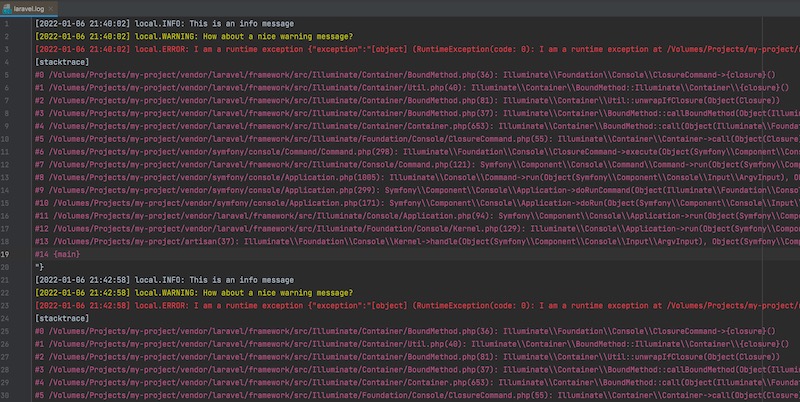 laravel.log
1 [2022-01-06 21:40:02] local.INFO: This is an info message
2 [2022-01-06 21:40:02] local.WARNING: How about a nice warning message?
3 [2022-01-06 21:40:02] local.ERROR: I am a runtime exception {"exception":"[object] (RuntimeException(code: 0): I am a runtime exception at /Volumes/Projects/my-project/
4 [stacktrace]
5 #0 /Volumes/Projects/my-project/vendor/laravel/framework/src/Illuminate/Container/BoundMethod.php(36): Illuminate\\Foundation\\Console\\ClosureCommand->{closure}()
6 #1 /Volumes/Projects/my-project/vendor/laravel/framework/src/Illuminate/Container/Util.php(40): Illuminate\\Container\\BoundMethod::Illuminate\\Container\\{closure}()
7 #2 /Volumes/Projects/my-project/vendor/laravel/framework/src/Illuminate/Container/BoundMethod.php(81): Illuminate\\Container\\Util::unwrapIfClosure(Object(Closure))
8 #3 /Volumes/Projects/my-project/vendor/laravel/framework/src/Illuminate/Container/BoundMethod.php(37): Illuminate\\Container\\BoundMethod::callBoundMethod(Object(Illumin
9 #4 /Volumes/Projects/my-project/vendor/laravel/framework/src/Illuminate/Container/Container.php(653): Illuminate\\Container\\BoundMethod::call(Object(Illuminate\\Founda
10 #5 /Volumes/Projects/my-project/vendor/laravel/framework/src/Illuminate/Foundation/Console/ClosureCommand.php(55): Illuminate\\Container\\Container->call(Object(Closure
11 #6 /Volumes/Projects/my-project/vendor/symfony/console/Command/Command.php(298): Illuminate\\Foundation\\Console\\ClosureCommand->execute(Object(Symfony\\Component\\Cons
12 #7 /Volumes/Projects/my-project/vendor/laravel/framework/src/Illuminate/Console/Command.php(121): Symfony\\Component\\Console\\Command\\Command->run(Object(Symfony\\Comp
13 #8 /Volumes/Projects/my-project/vendor/symfony/console/Application.php(1005): Illuminate\\Console\\Command->run(Object(Symfony\\Component\\Console\\Input\\ArgvInput), Ob
14 #9 /Volumes/Projects/my-project/vendor/symfony/console/Application.php(299): Symfony\\Component\\Console\\Application->doRunCommand(Object(Illuminate\\Foundation\\Conso
15 #10 /Volumes/Projects/my-project/vendor/symfony/console/Application.php(171): Symfony\\Component\\Console\\Application->doRun(Object(Symfony\\Component\\Console\\Input\
16 #11 /Volumes/Projects/my-project/vendor/laravel/framework/src/Illuminate/Console/Application.php(94): Symfony\\Component\\Console\\Application->run(Object(Symfony\\Comp
17 #12 /Volumes/Projects/my-project/vendor/laravel/framework/src/Illuminate/Foundation/Console/Kernel.php(129): Illuminate\\Console\\Application->run(Object(Symfony\\Compo
18 #13 /Volumes/Projects/my-project/artisan(37): Illuminate\\Foundation\\Console\\Kernel->handle(Object(Symfony\\Component\\Console\\Input\\ArgvInput), Object(Symfony\\Com
19 #14 {main}
20 "}
21 [2022-01-06 21:42:58] local.INFO: This is an info message
22 [2022-01-06 21:42:58] local.WARNING: How about a nice warning message?
23 [2022-01-06 21:42:58] local.ERROR: I am a runtime exception {"exception":"[object] (RuntimeException(code: 0): I am a runtime exception at /Volumes/Projects/my-project/
24 [stacktrace]
25 #0 /Volumes/Projects/my-project/vendor/laravel/framework/src/Illuminate/Container/BoundMethod.php(36): Illuminate\\Foundation\\Console\\ClosureCommand->{closure}()
26 #1 /Volumes/Projects/my-project/vendor/laravel/framework/src/Illuminate/Container/Util.php(40): Illuminate\\Container\\BoundMethod::Illuminate\\Container\\{closure}()
27 #2 /Volumes/Projects/my-project/vendor/laravel/framework/src/Illuminate/Container/BoundMethod.php(81): Illuminate\\Container\\Util::unwrapIfClosure(Object(Closure))
28 #3 /Volumes/Projects/my-project/vendor/laravel/framework/src/Illuminate/Container/BoundMethod.php(37): Illuminate\\Container\\BoundMethod::callBoundMethod(Object(Illumin
29 #4 /Volumes/Projects/my-project/vendor/laravel/framework/src/Illuminate/Container/Container.php(653): Illuminate\\Container\\BoundMethod::call(Object(Illuminate\\Founda
30 #5 /Volumes/Projects/my-project/vendor/laravel/framework/src/Illuminate/Foundation/Console/ClosureCommand.php(55): Illuminate\\Container\\Container->call(Object(Closure